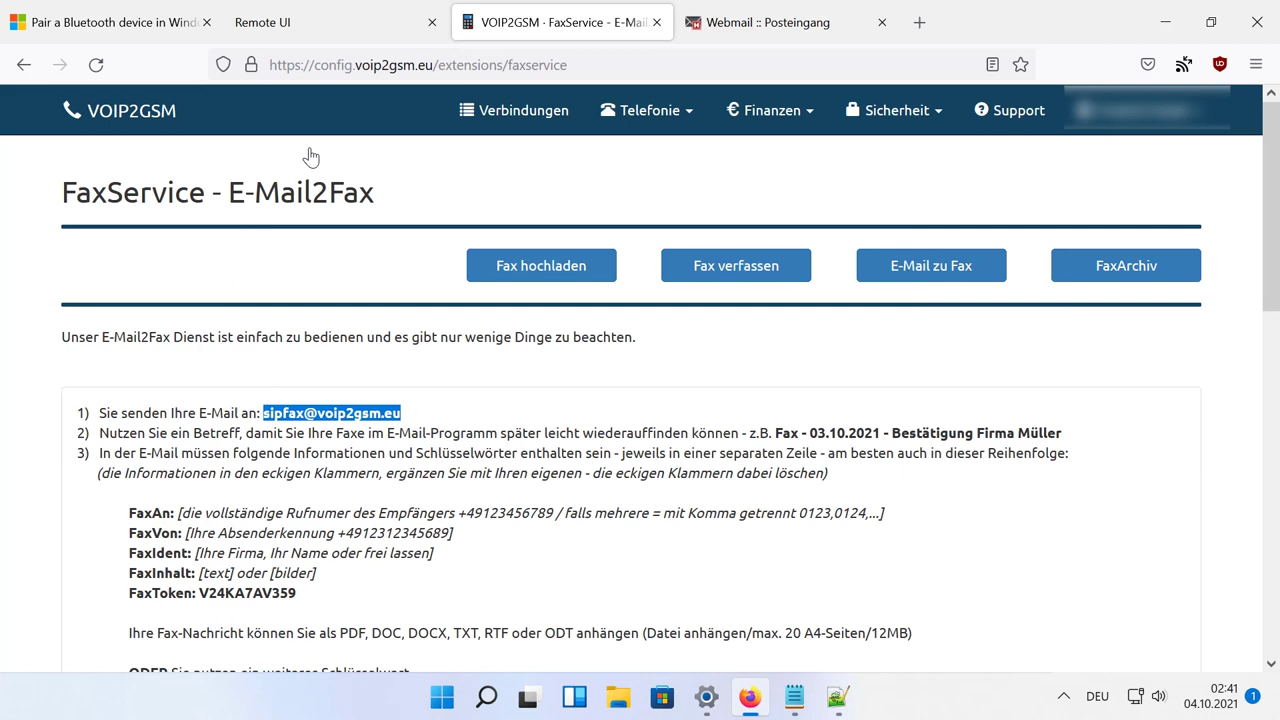 Pair a Bluetooth device in Wind
Remote UI
VOIP2GSM · FaxService - E-Mail
Webmail :: Posteingang
https://config.voip2gsm.eu/extensions/faxservice
VOIP2GSM
Verbindungen
Telefonie
Finanzen
Sicherheit
Support
FaxService - E-Mail2Fax
Fax hochladen
Fax verfassen
E-Mail zu Fax
FaxArchiv
Unser E-Mail2Fax Dienst ist einfach zu bedienen und es gibt nur wenige Dinge zu beachten.
1) Sie senden Ihre E-Mail an: sipfax@voip2gsm.eu
2) Nutzen Sie ein Betreff, damit Sie Ihre Faxe im E-Mail-Programm später leicht wiederauffinden können - z.B. Fax - 03.10.2021 - Bestätigung Firma Müller
3) In der E-Mail müssen folgende Informationen und Schlüsselwörter enthalten sein - jeweils in einer separaten Zeile - am besten auch in dieser Reihenfolge:
(die Informationen in den eckigen Klammern, ergänzen Sie mit Ihren eigenen - die eckigen Klammern dabei löschen)
FaxAn: [die vollständige Rufnumer des Empfängers +49123456789 / falls mehrere = mit Komma getrennt 0123,0124,...]
FaxVon: [Ihre Absenderkennung +4912312345689]
FaxIdent: [Ihre Firma, Ihr Name oder frei lassen]
FaxInhalt: [text] oder [bilder]
FaxToken: V24KA7AV359
Ihre Fax-Nachricht können Sie als PDF, DOC, DOCX, TXT, RTF oder ODT anhängen (Datei anhängen/max. 20 A4-Seiten/12MB)
ODER Sie nutzen ein weiterer Schlüsselwort
DEU
02:41
04.10.2021
1